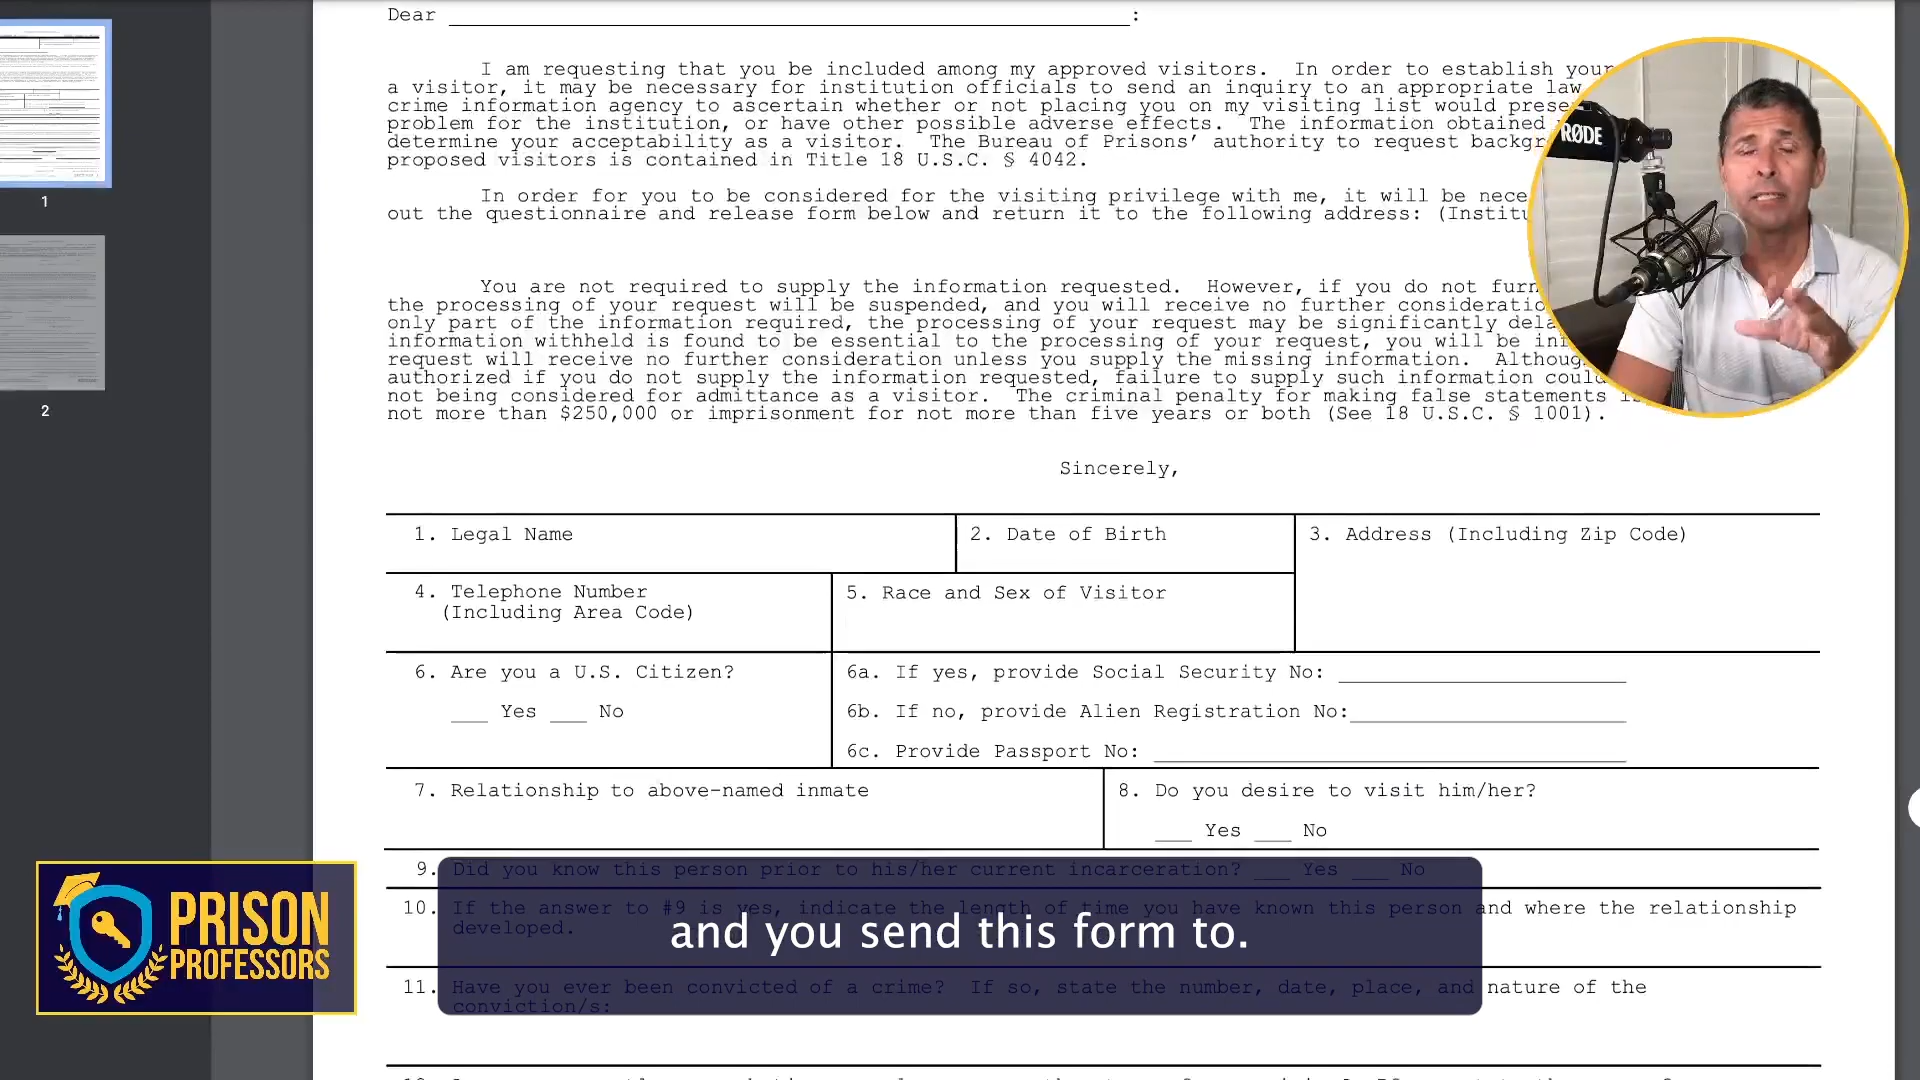 Dear ____________________:
I am requesting that you be included among my approved visitors. In order to establish your
a visitor, it may be necessary for institution officials to send an inquiry to an appropriate law
crime information agency to ascertain whether or not placing you on my visiting list would
problem for the institution, or have other possible adverse effects. The information obtained
determine your acceptability as a visitor. The Bureau of Prisons' authority to request
proposed visitors is contained in Title 18 U.S.C. § 4042.
In order for you to be considered for the visiting privilege with me, it will be
out the questionnaire and release form below and return it to the following address:
You are not required to supply the information requested. However, if you do not
the processing of your request will be suspended, and you will receive no further
only part of the information required, the processing of your request may be significantly
information withheld is found to be essential to the processing of your request, you will be
request will receive no further consideration unless you supply the missing information.
authorized if you do not supply the information requested, failure to supply such information
not being considered for admittance as a visitor. The criminal penalty for making false statements
not more than $250,000 or imprisonment for not more than five years or both (See 18 U.S.C. § 1001).
Sincerely,
1. Legal Name
2. Date of Birth
3. Address (Including Zip Code)
4. Telephone Number
(Including Area Code)
5. Race and Sex of Visitor
6. Are you a U.S. Citizen?
___ Yes ___ No
6a. If yes, provide Social Security No: ____________________
6b. If no, provide Alien Registration No:____________________
6c. Provide Passport No: ____________________
7. Relationship to above-named inmate
8. Do you desire to visit him/her?
___ Yes ___ No
9. Did you know this person prior to his/her current incarceration? ___ Yes ___ No
10. If the answer to #9 is yes, indicate the length of time you have known this person and where the relationship
developed.
11. Have you ever been convicted of a crime? If so, state the number, date, place, and nature of the
conviction/s:
and you send this form to.
PRISON
PROFESSORS
RØDE
1
2